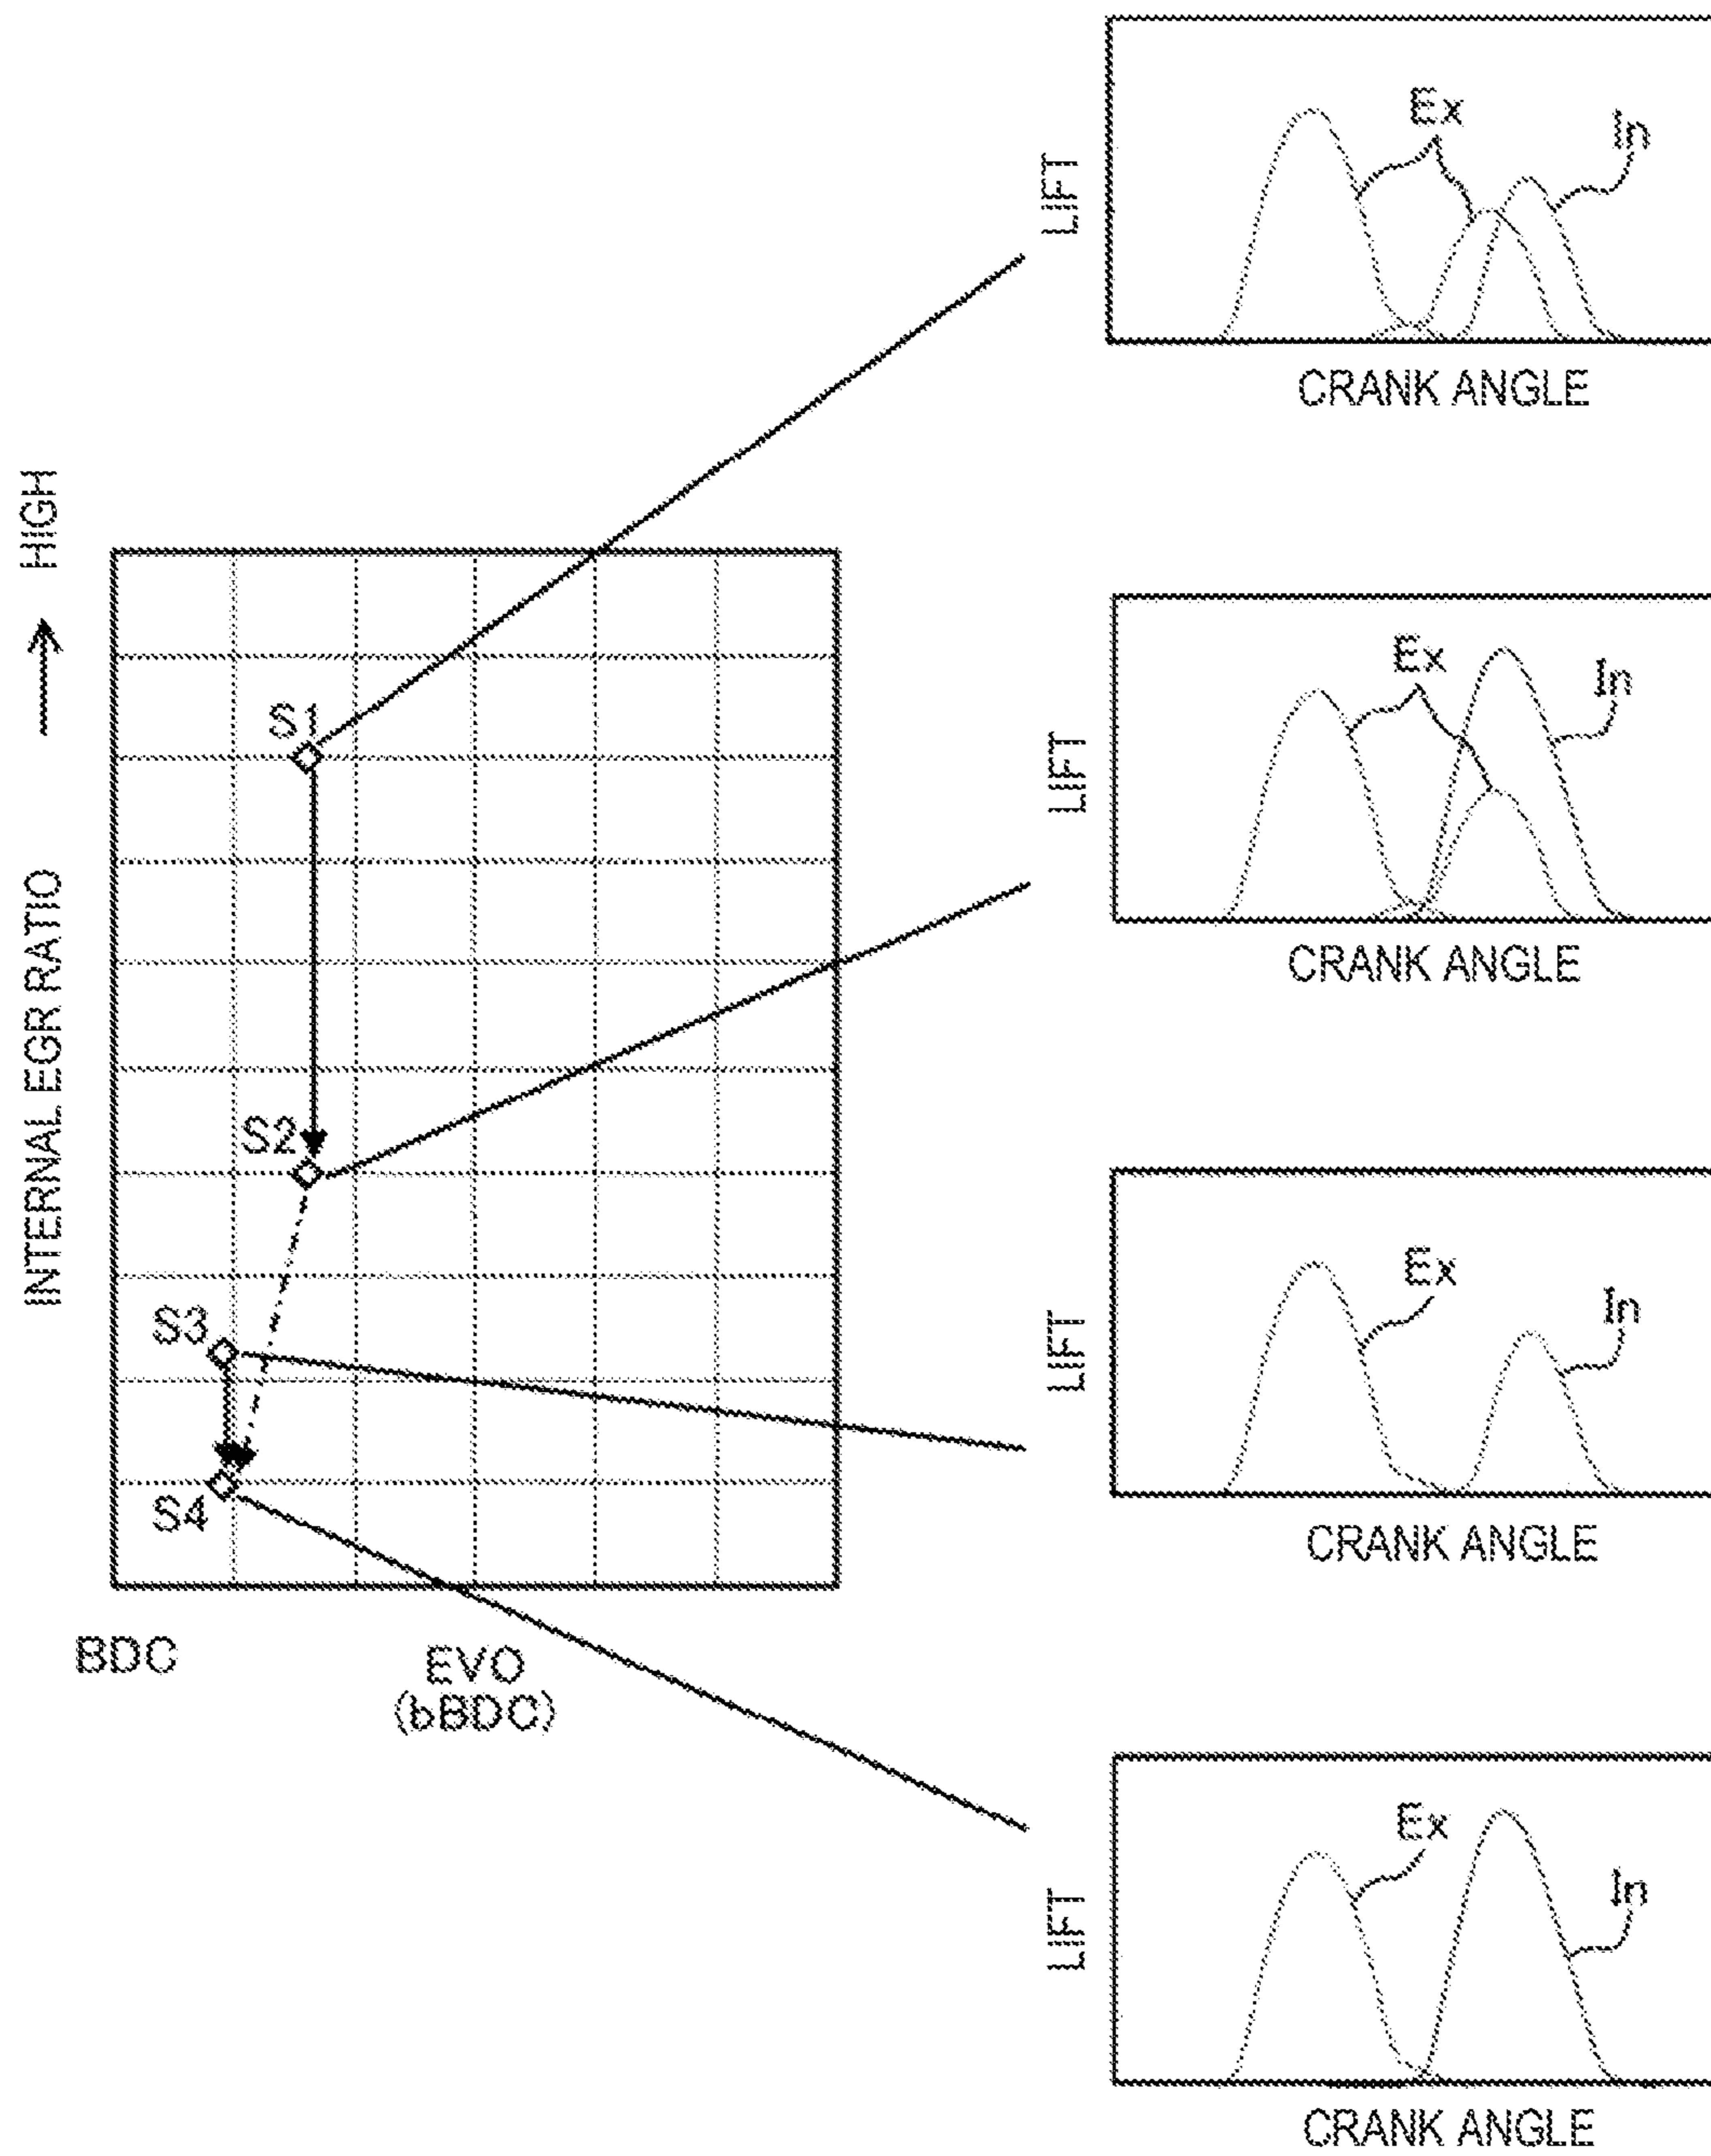 HIGH
INTERNAL EGR RATIO
S1
S2
S3
S4
BDC
EVO
(bBDC)
LIFT
Ex
In
CRANK ANGLE
LIFT
Ex
In
CRANK ANGLE
LIFT
Ex
In
CRANK ANGLE
LIFT
Ex
In
CRANK ANGLE